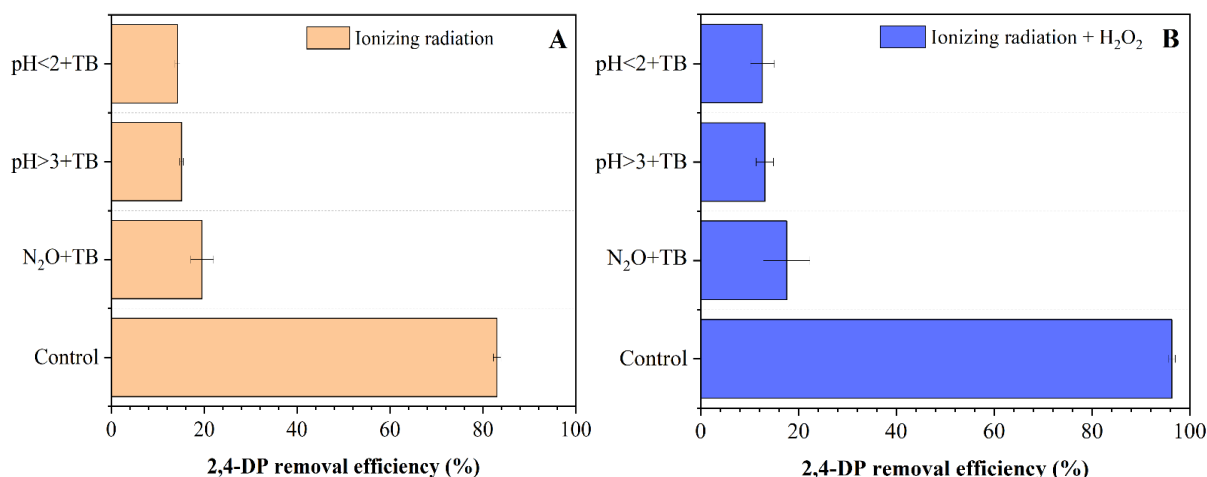 Ionizing radiation
A
pH<2+TB
pH>3+TB
N₂O+TB
Control
0 20 40 60 80 100
2,4-DP removal efficiency (%)
Ionizing radiation + H₂O₂
B
pH<2+TB
pH>3+TB
N₂O+TB
Control
0 20 40 60 80 100
2,4-DP removal efficiency (%)